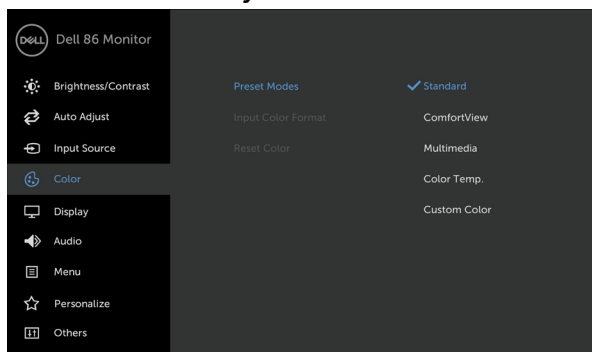 DELL Dell 86 Monitor
Brightness/Contrast Preset Modes Standard
Auto Adjust Input Color Format ComfortView
Input Source Reset Color Multimedia
Color Color Temp.
Display Custom Color
Audio
Menu
Personalize
Others